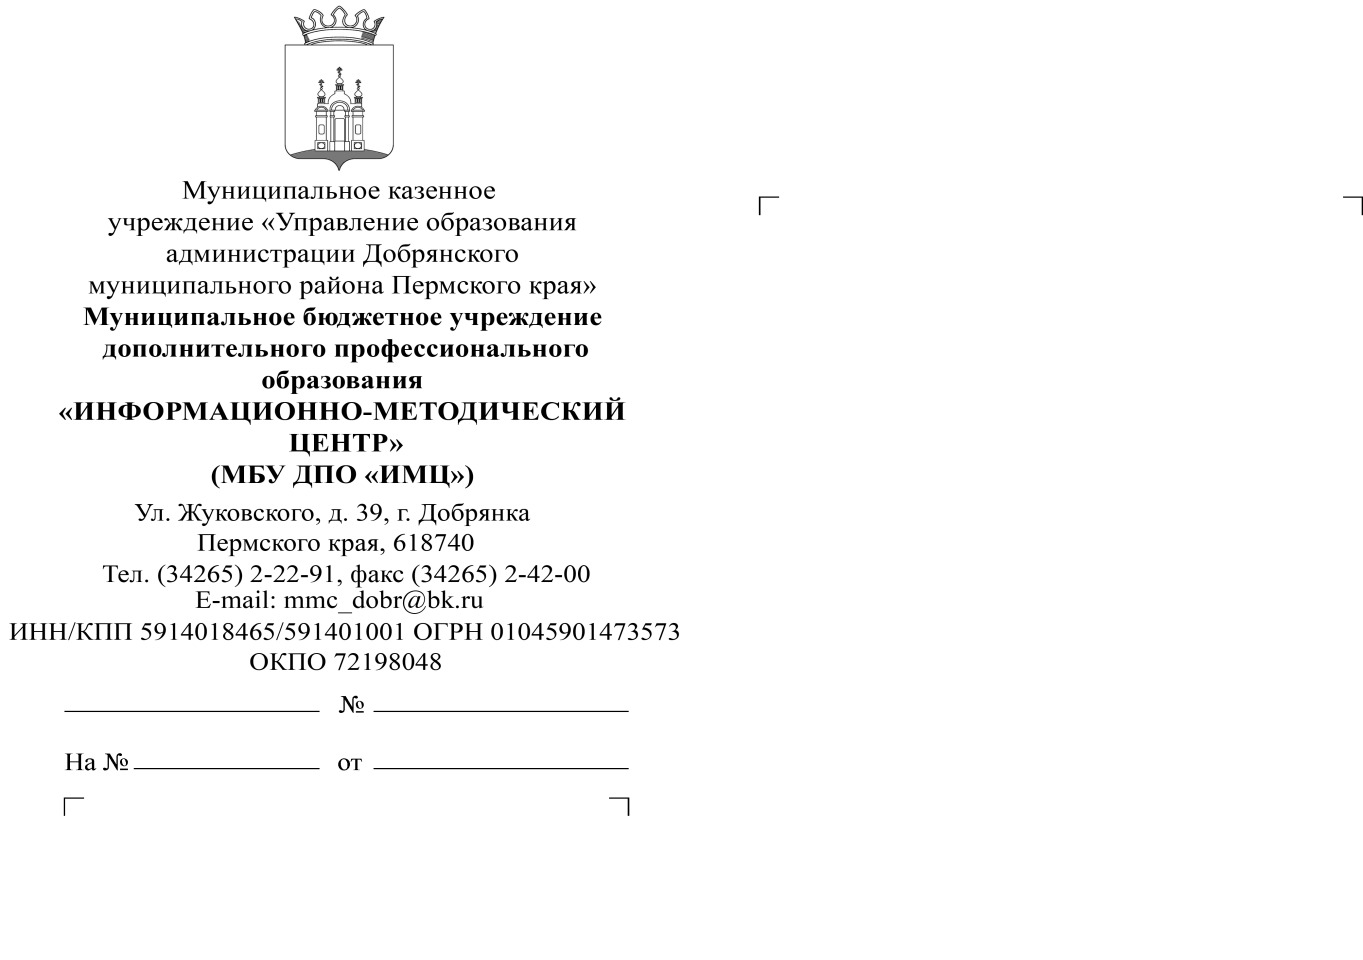 Муниципальное казенное
учреждение «Управление образования
администрации Добрянского
муниципального района Пермского края»
Муниципальное бюджетное учреждение
дополнительного профессионального
образования
«ИНФОРМАЦИОННО-МЕТОДИЧЕСКИЙ
ЦЕНТР»
(МБУ ДПО «ИМЦ»)
Ул. Жуковского, д. 39, г. Добрянка
Пермского края, 618740
Тел. (34265) 2-22-91, факс (34265) 2-42-00
E-mail: mmc_dobr@bk.ru
ИНН/КПП 5914018465/591401001 ОГРН 01045901473573
ОКПО 72198048
№
На № от